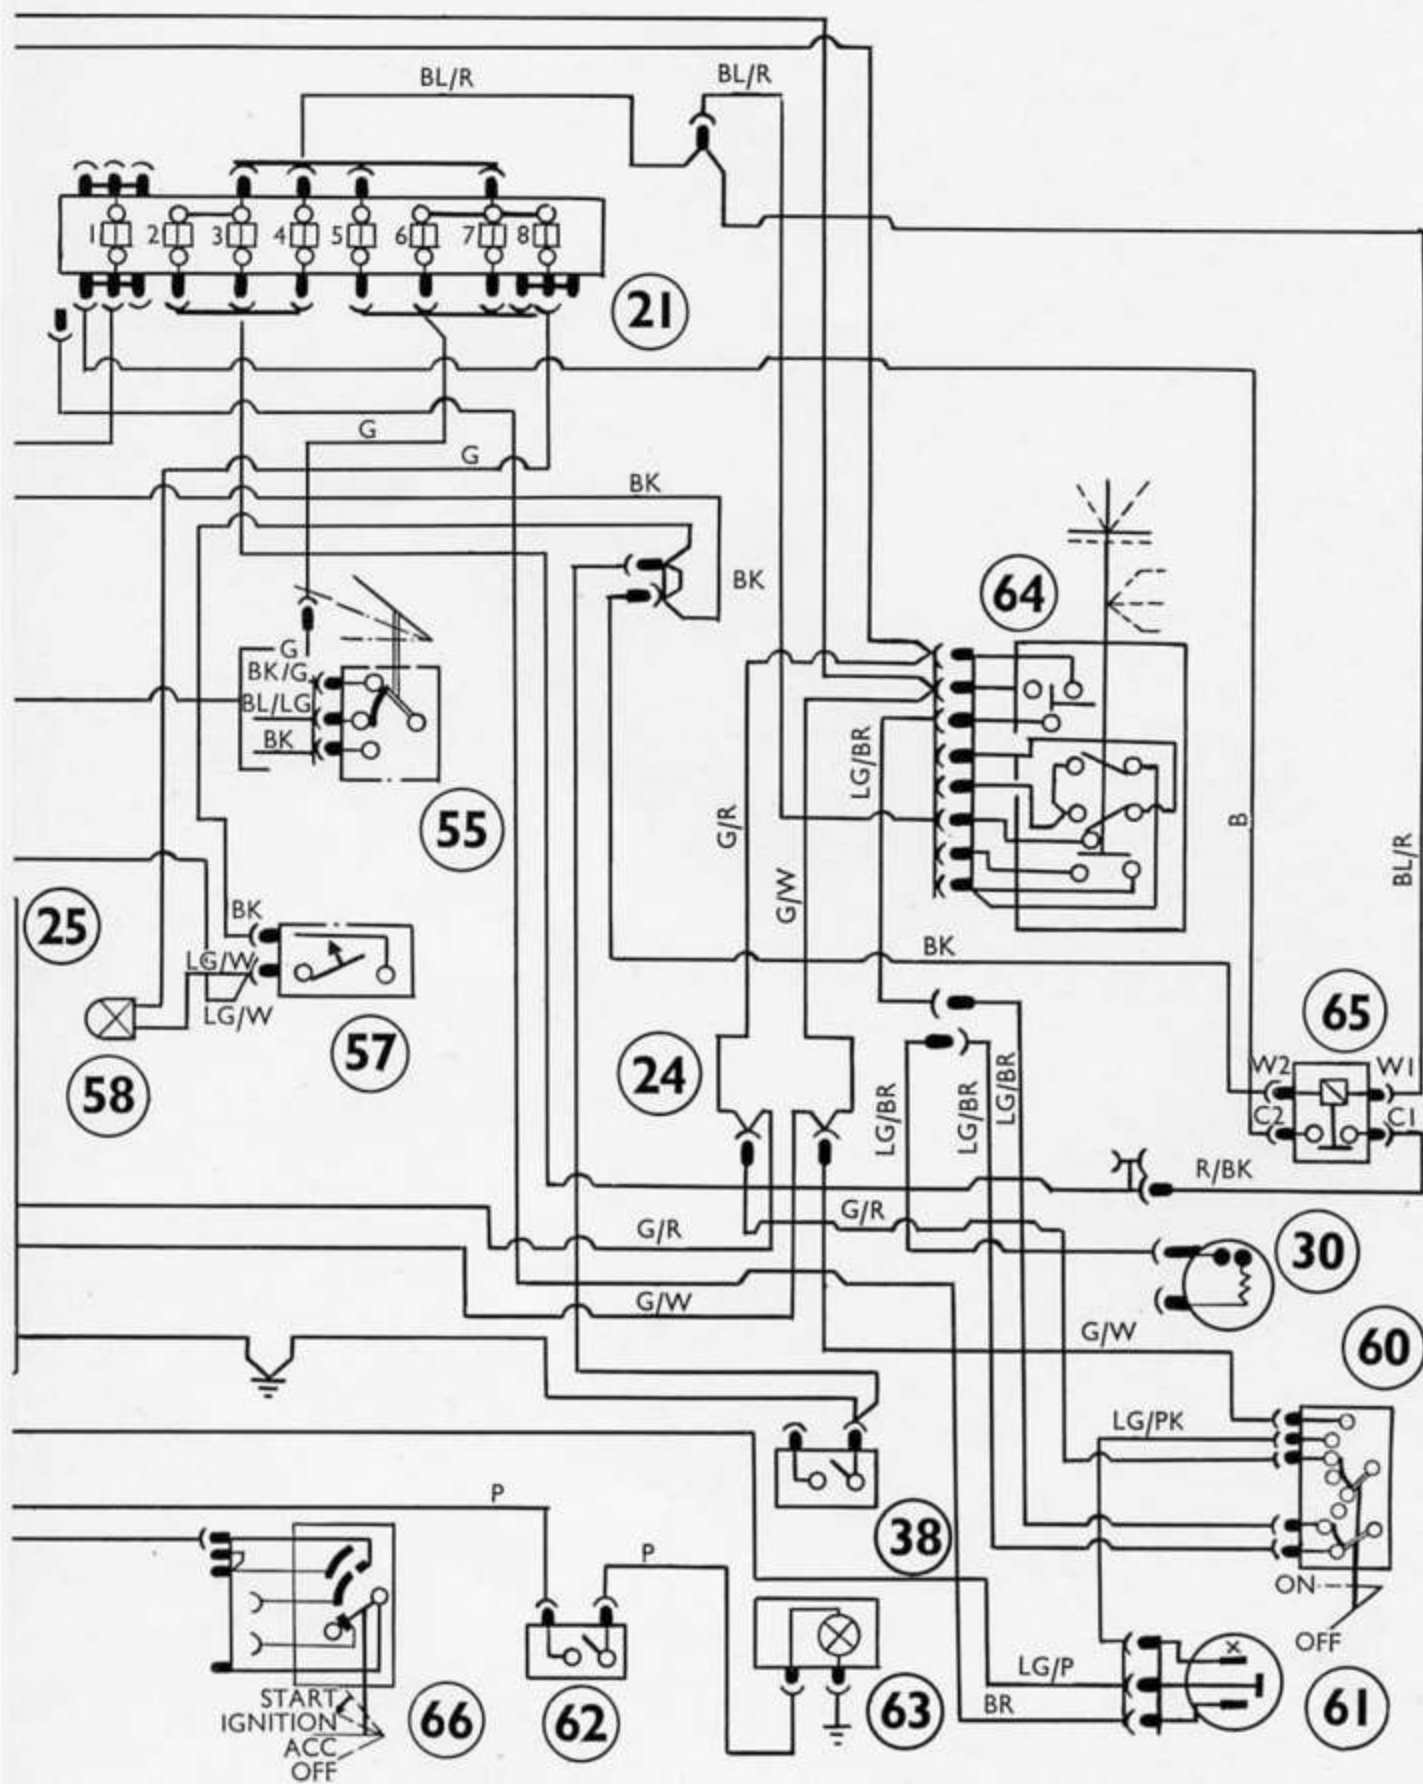 BL/R
BL/R
1 2 3 4 5 6 7 8
21
G
G
BK
BK
64
G
BK/G
BL/LG
BK
LG/BR
G/R
B
BL/R
55
G/W
25
BK
BK
LG/W
LG/W
65
57
24
58
W2 W1
C2 C1
LG/BR
LG/BR
LG/BR
R/BK
G/R
G/R
30
G/W
G/W
60
LG/PK
P
38
P
ON
OFF
LG/P
BR
X
START
IGNITION
ACC
OFF
66
62
63
61